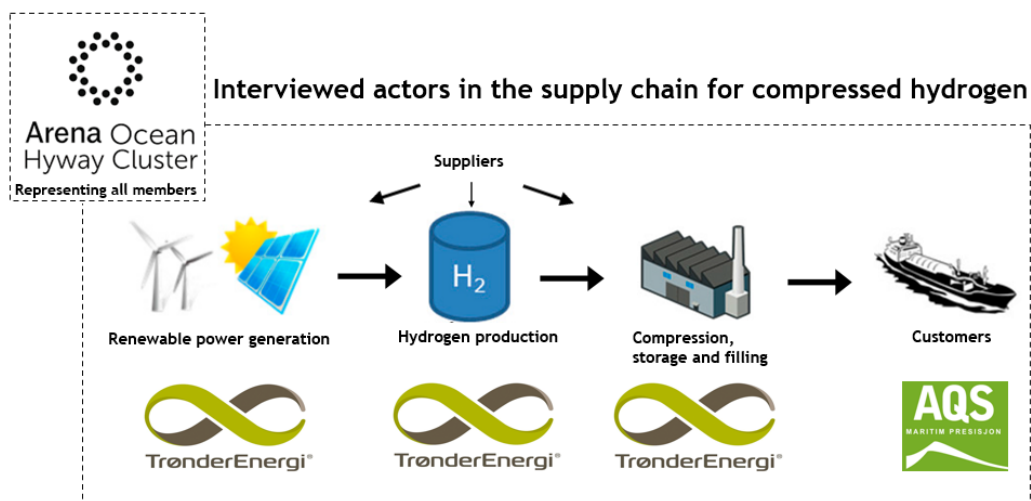 Arena Ocean
Hyway Cluster
Representing all members
Interviewed actors in the supply chain for compressed hydrogen
Suppliers
H₂
Renewable power generation
Hydrogen production
Compression,
storage and filling
Customers
TrønderEnergi®
TrønderEnergi®
TrønderEnergi®
AQS
MARITIM PRESISJON